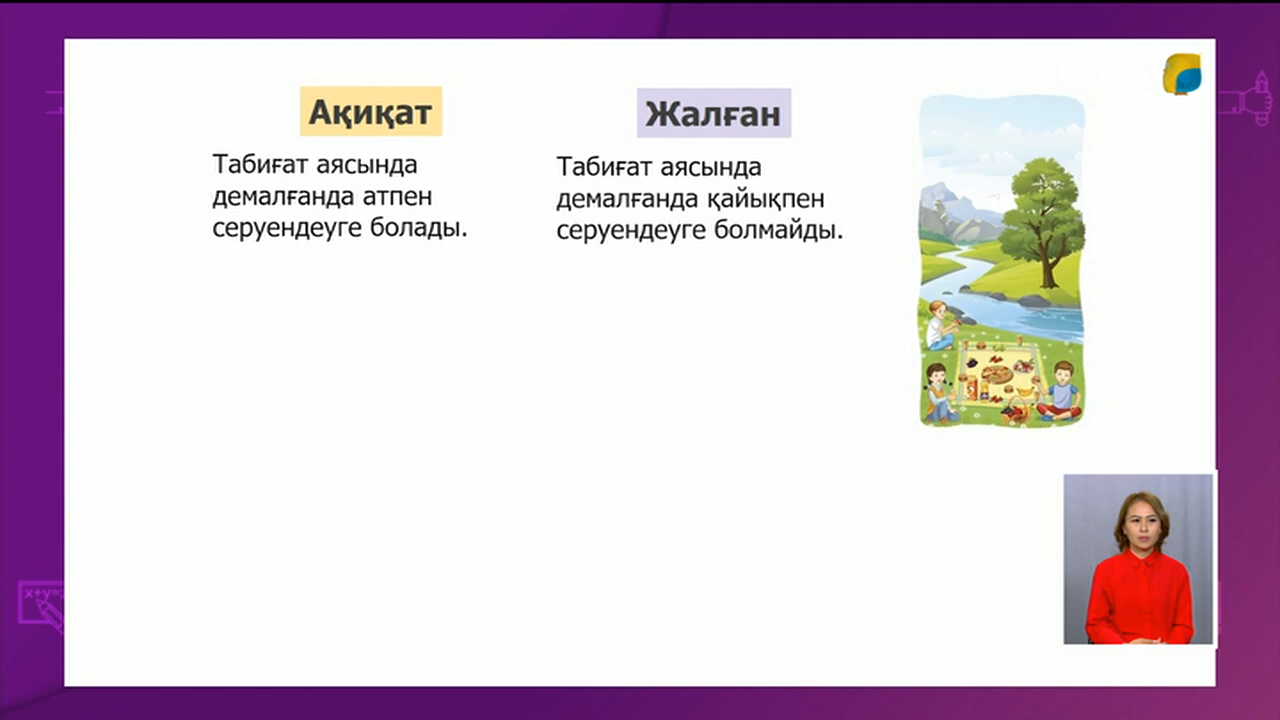 Ақиқат
Табиғат аясында
демалғанда атпен
серуендеуге болады.
Жалған
Табиғат аясында
демалғанда қайықпен
серуендеуге болмайды.